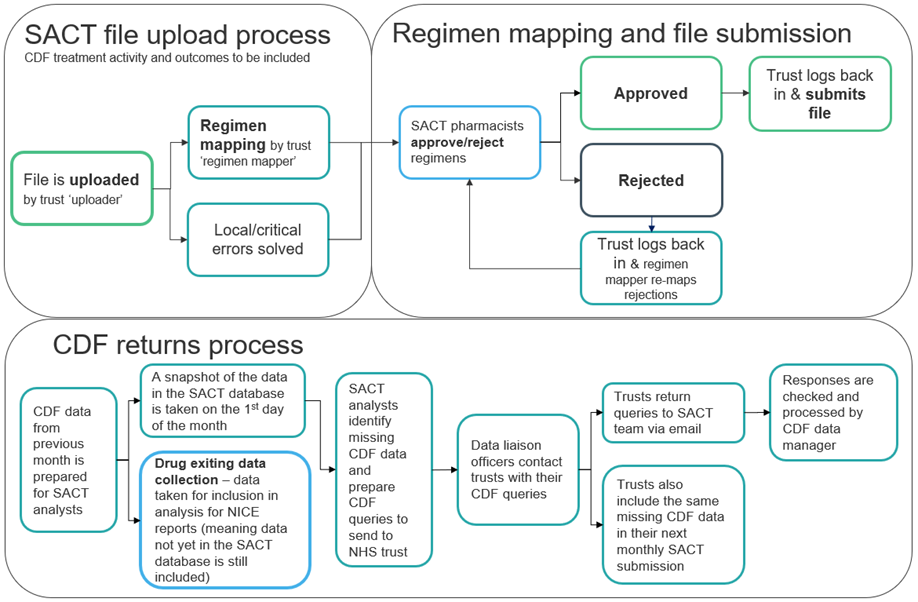 SACT file upload process
CDF treatment activity and outcomes to be included
File is uploaded
by trust ‘uploader’
Regimen
mapping by trust
‘regimen mapper’
Local/critical
errors solved
Regimen mapping and file submission
SACT pharmacists
approve/reject
regimens
Approved
Trust logs back
in & submits
file
Rejected
Trust logs back
in & regimen
mapper re-maps
rejections
CDF returns process
CDF data
from
previous
month is
prepared
for SACT
analysts
A snapshot of the data
in the SACT database
is taken on the 1st day
of the month
Drug exiting data
collection – data
taken for inclusion in
analysis for NICE
reports (meaning data
not yet in the SACT
database is still
included)
SACT
analysts
identify
missing
CDF data
and
prepare
CDF
queries to
send to
NHS trust
Data liaison
officers contact
trusts with their
CDF queries
Trusts return
queries to SACT
team via email
Trusts also
include the same
missing CDF data
in their next
monthly SACT
submission
Responses are
checked and
processed by
CDF data
manager